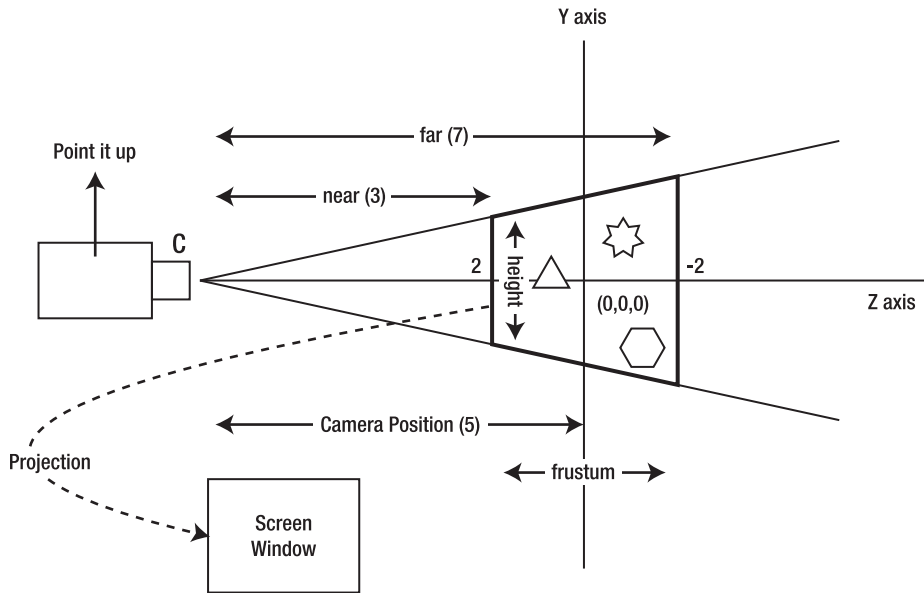 Y axis
far (7)
Point it up
near (3)
C
2
height
-2
(0,0,0)
Z axis
Camera Position (5)
Projection
frustum
Screen
Window